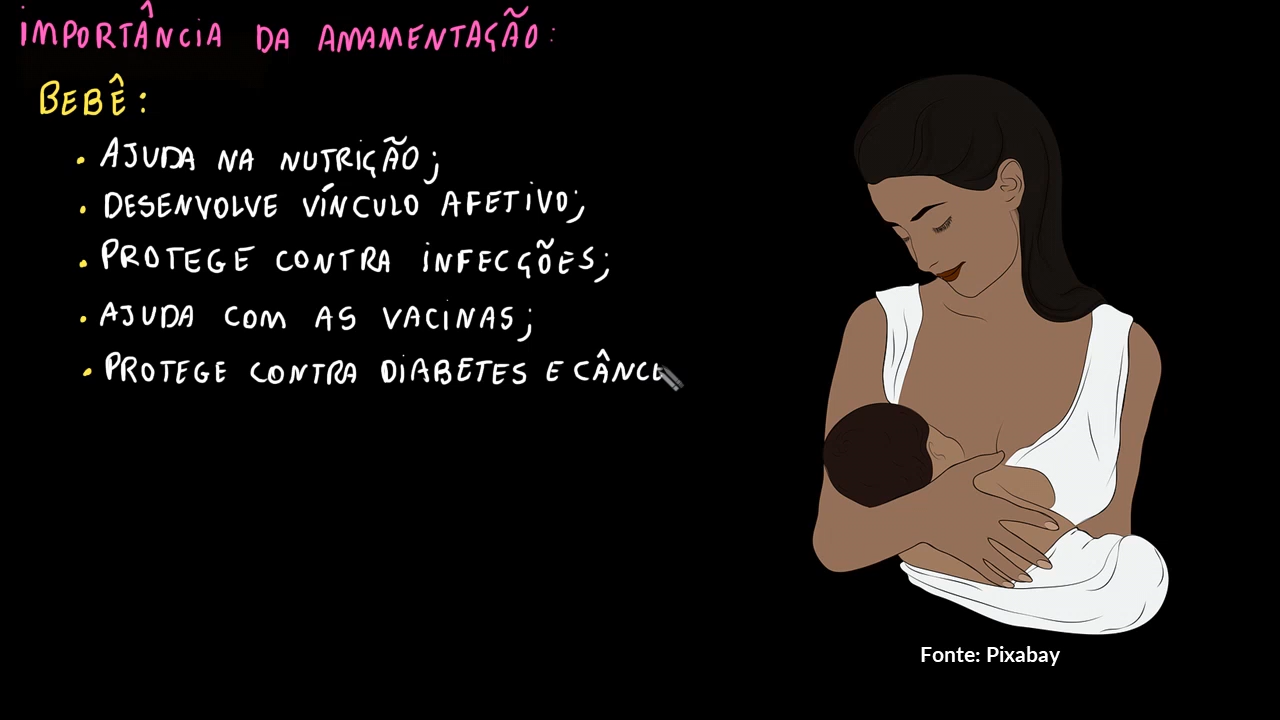 IMPORTÂNCIA DA AMAMENTAÇÃO:
BEBÊ:
• AJUDA NA NUTRIÇÃO;
• DESENVOLVE VÍNCULO AFETIVO;
• PROTEGE CONTRA INFECÇÕES;
• AJUDA COM AS VACINAS;
• PROTEGE CONTRA DIABETES E CÂNCE
Fonte: Pixabay